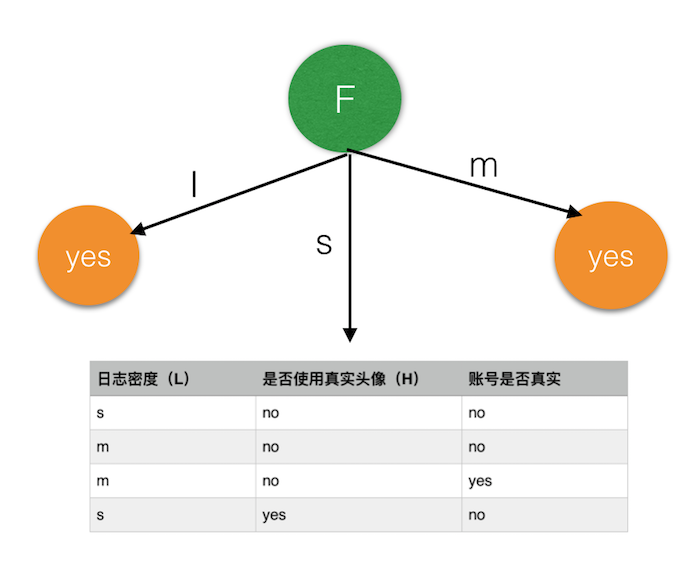 F
l
m
s
yes
yes
日志密度（L） 是否使用真实头像（H） 账号是否真实
s no no
m no no
m no yes
s yes no